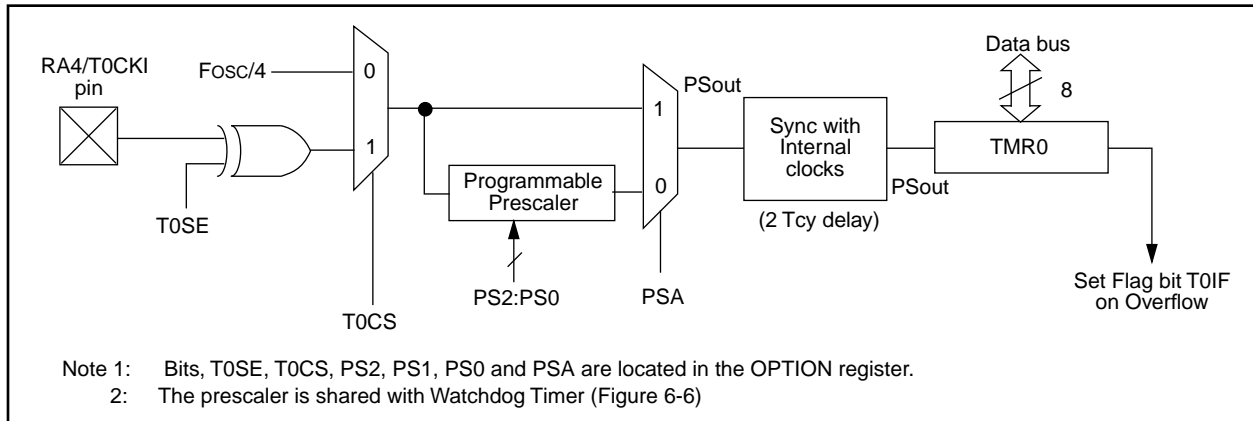 RA4/T0CKI
pin
FOSC/4
0
1
T0SE
T0CS
Programmable
Prescaler
PS2:PS0
1
0
PSA
PSout
Sync with
Internal
clocks
(2 Tcy delay)
PSout
Data bus
8
TMR0
Set Flag bit T0IF
on Overflow
Note 1: Bits, T0SE, T0CS, PS2, PS1, PS0 and PSA are located in the OPTION register.
2: The prescaler is shared with Watchdog Timer (Figure 6-6)